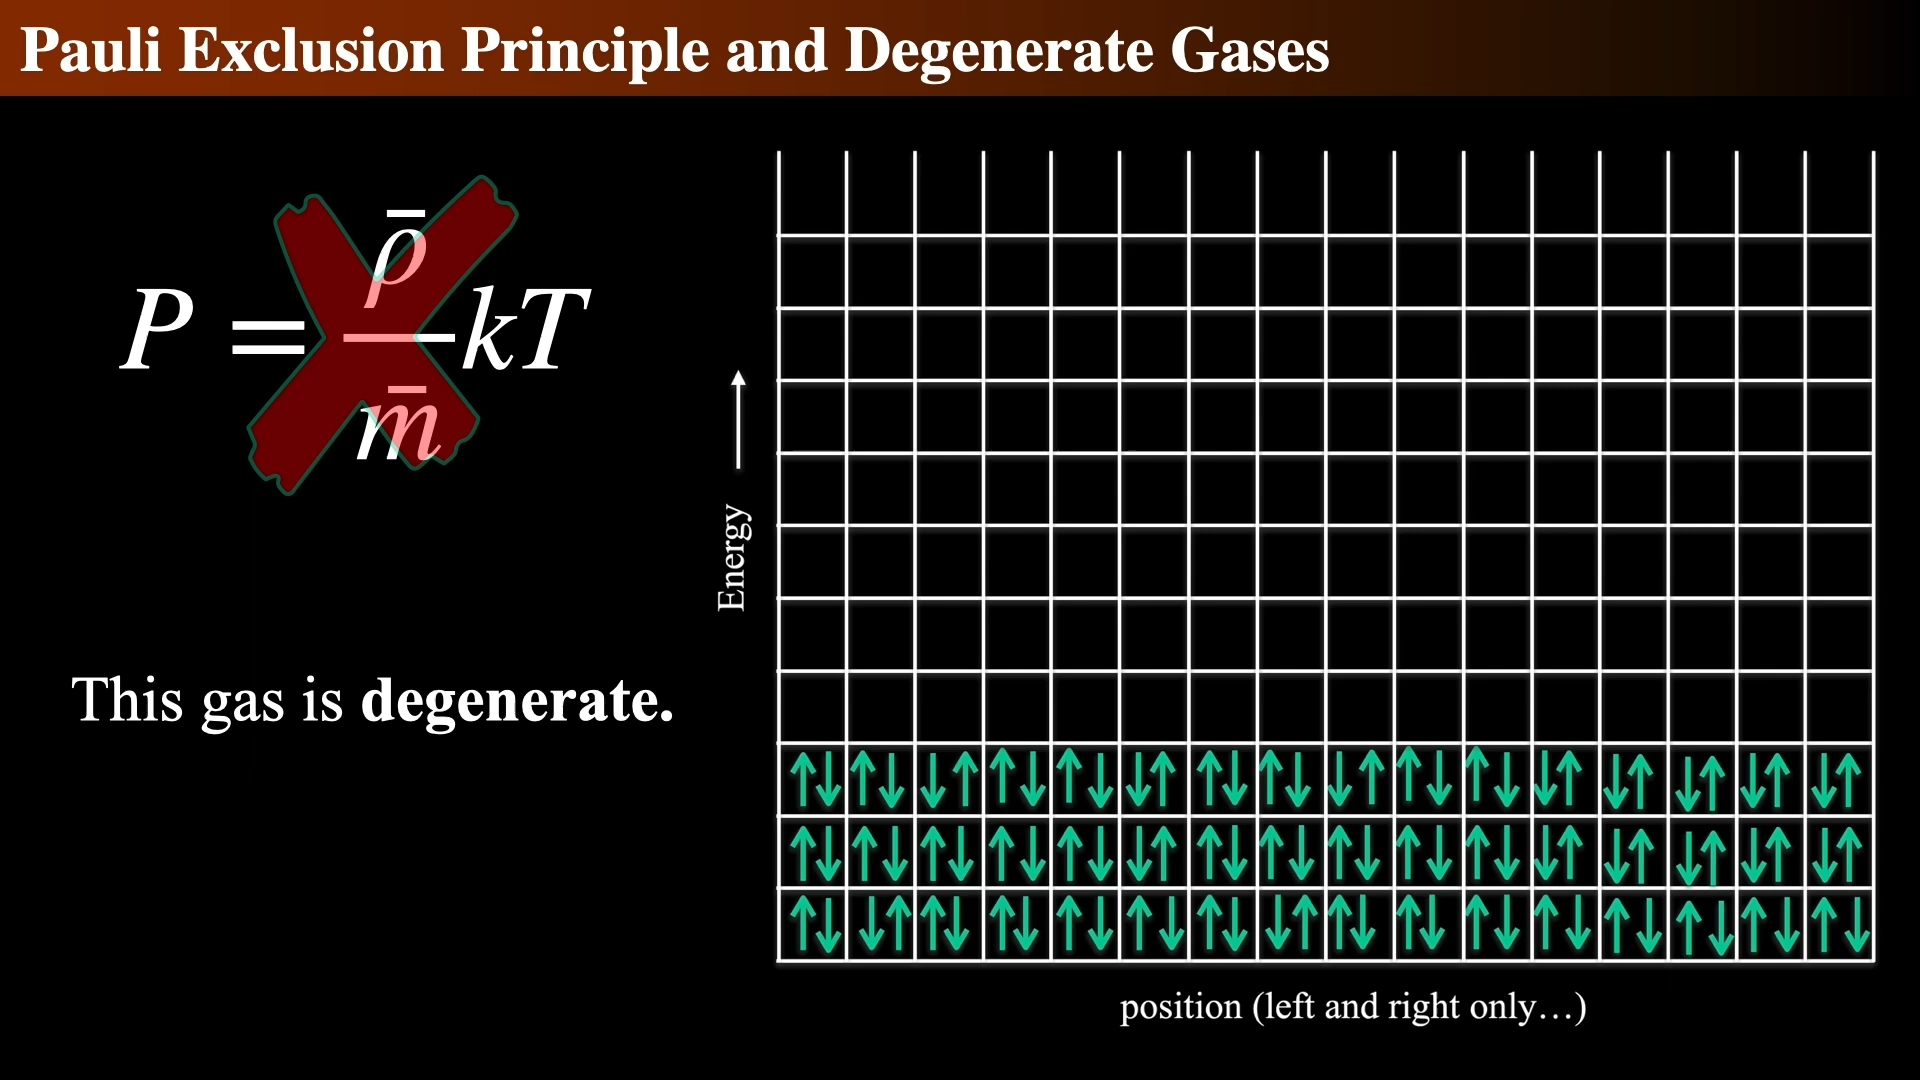 Pauli Exclusion Principle and Degenerate Gases
P = ρ̄/m̄ kT
This gas is degenerate.
Energy
position (left and right only…)